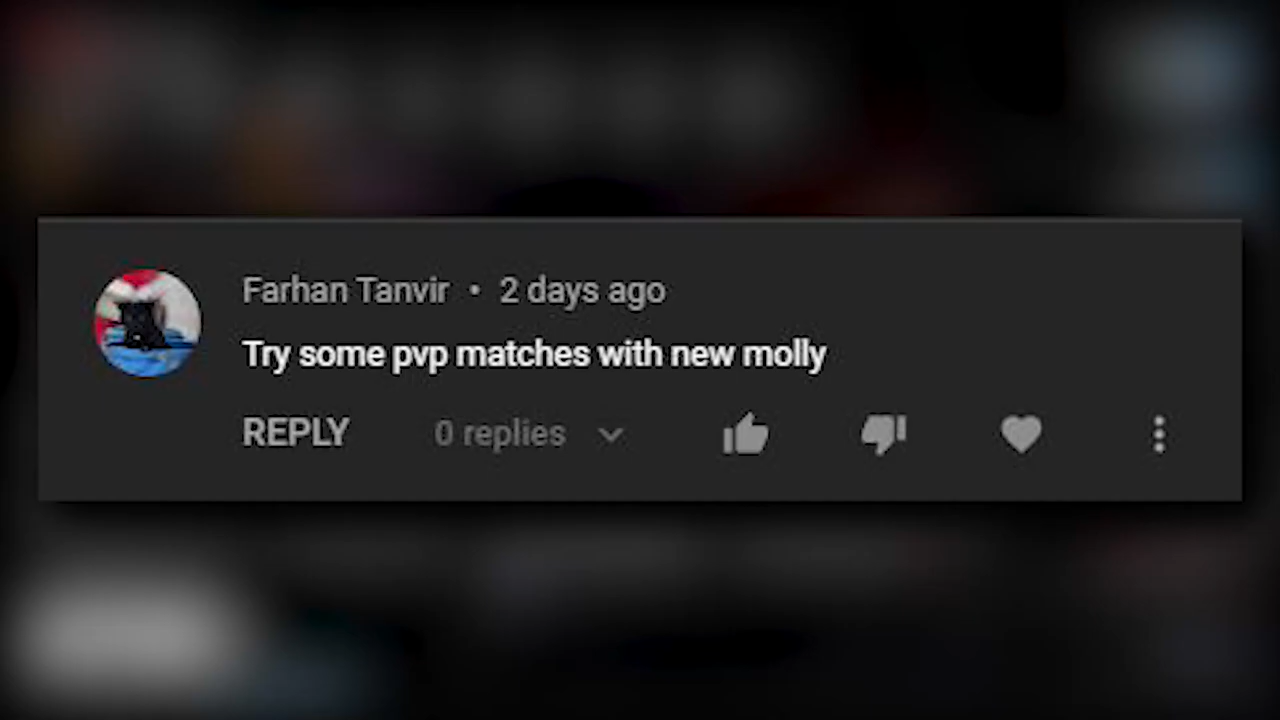 Farhan Tanvir • 2 days ago
Try some pvp matches with new molly
REPLY 0 replies